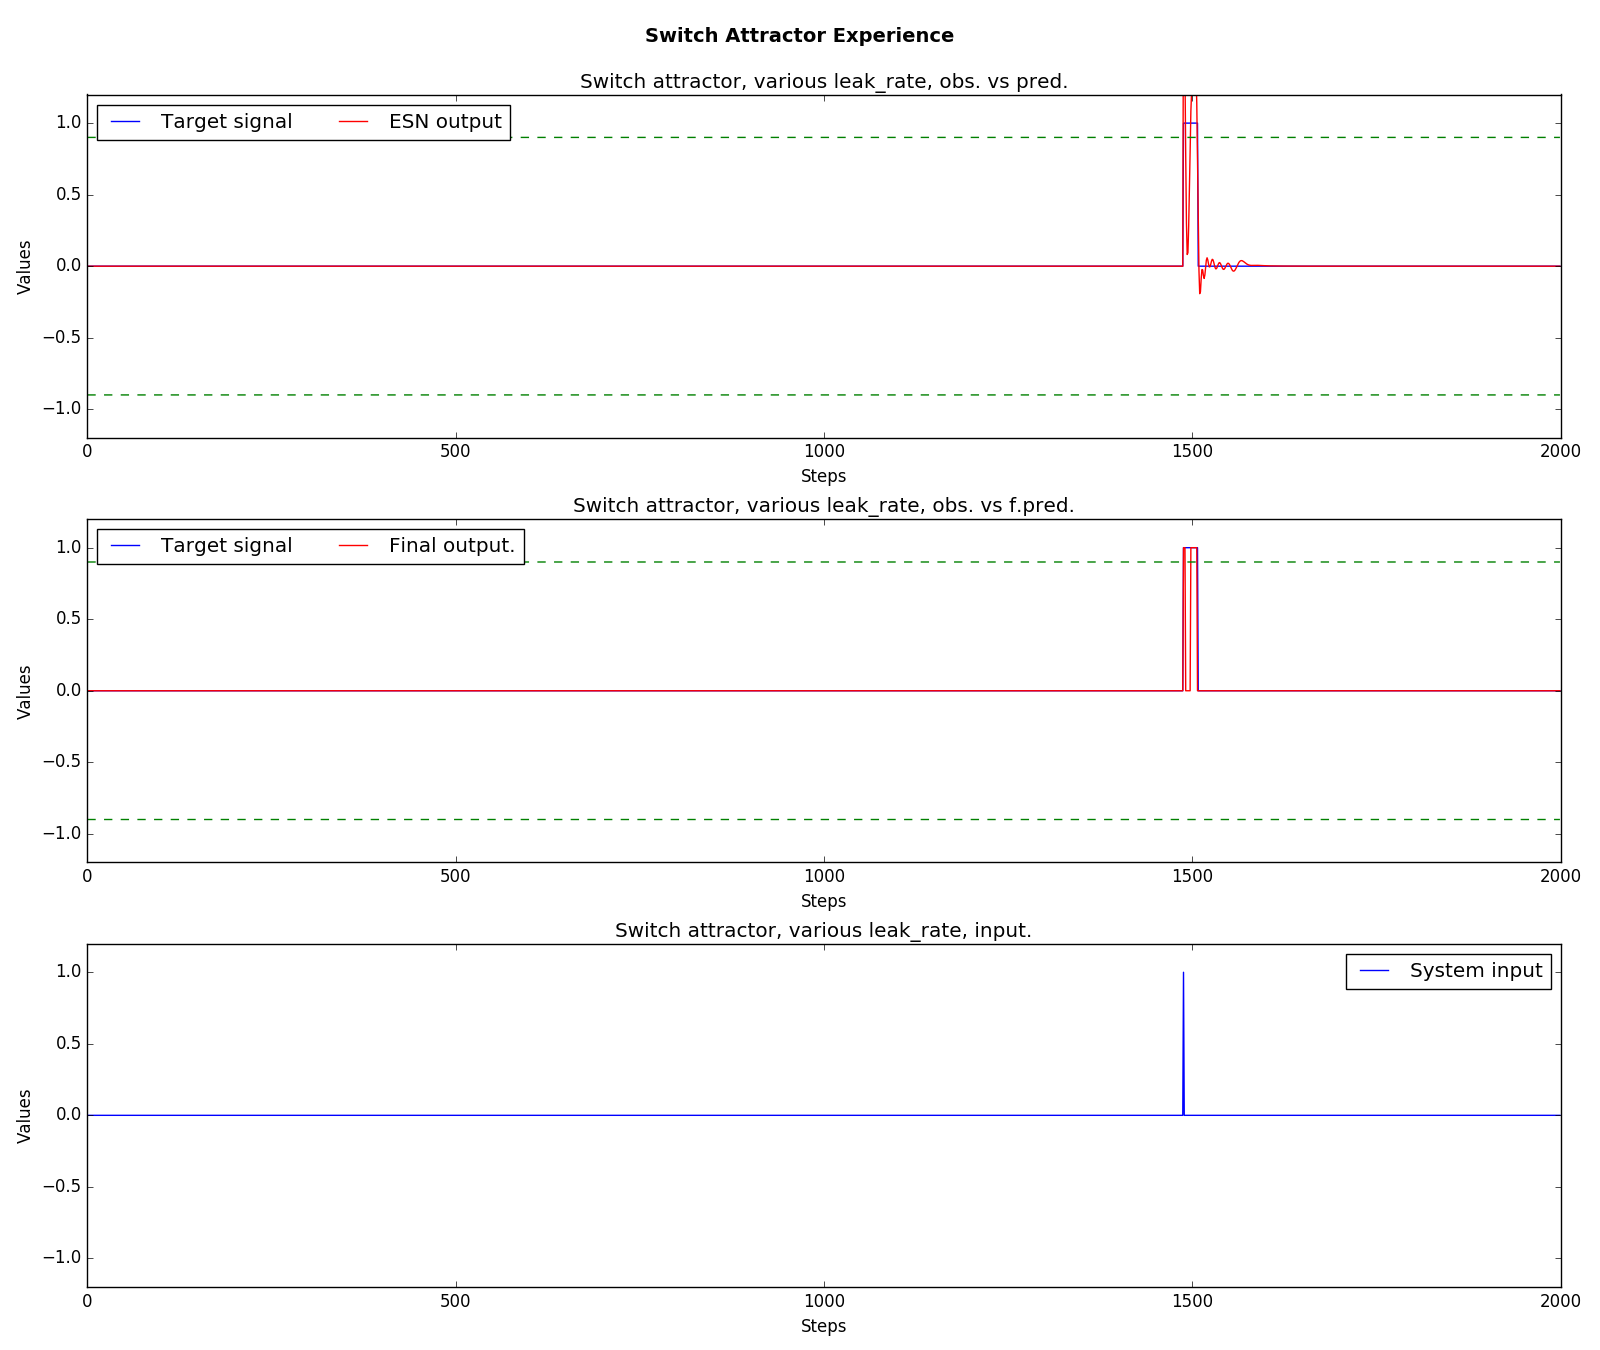 Switch Attractor Experience
Switch attractor, various leak_rate, obs. vs pred.
Target signal ESN output
1.0
0.5
0.0
−0.5
−1.0
Values
0 500 1000 1500 2000
Steps
Switch attractor, various leak_rate, obs. vs f.pred.
Target signal Final output.
1.0
0.5
0.0
−0.5
−1.0
Values
0 500 1000 1500 2000
Steps
Switch attractor, various leak_rate, input.
System input
1.0
0.5
0.0
−0.5
−1.0
Values
0 500 1000 1500 2000
Steps